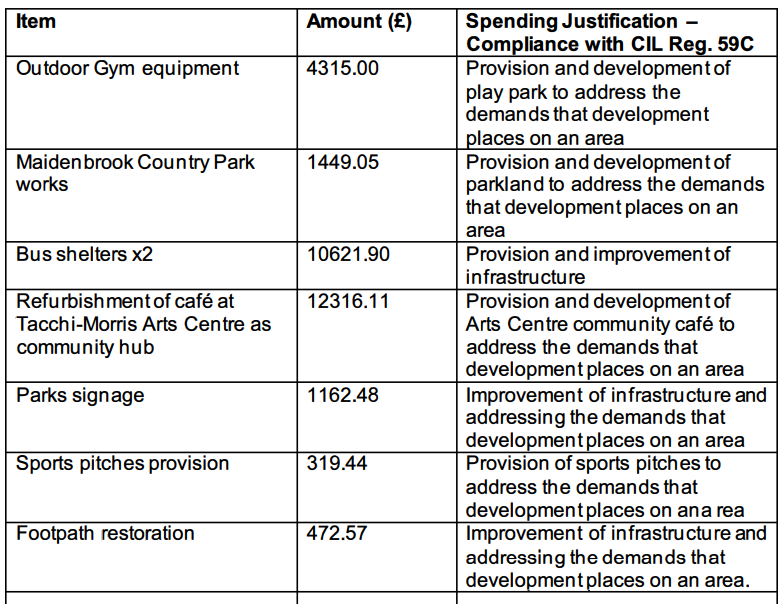 Item Amount (£) Spending Justification –
Compliance with CIL Reg. 59C
Outdoor Gym equipment 4315.00 Provision and development of
play park to address the
demands that development
places on an area
Maidenbrook Country Park 1449.05 Provision and development of
works parkland to address the demands
that development places on an
area
Bus shelters x2 10621.90 Provision and improvement of
infrastructure
Refurbishment of café at 12316.11 Provision and development of
Tacchi-Morris Arts Centre as Arts Centre community café to
community hub address the demands that
development places on an area
Parks signage 1162.48 Improvement of infrastructure and
addressing the demands that
development places on an area
Sports pitches provision 319.44 Provision of sports pitches to
address the demands that
development places on ana rea
Footpath restoration 472.57 Improvement of infrastructure and
addressing the demands that
development places on an area.